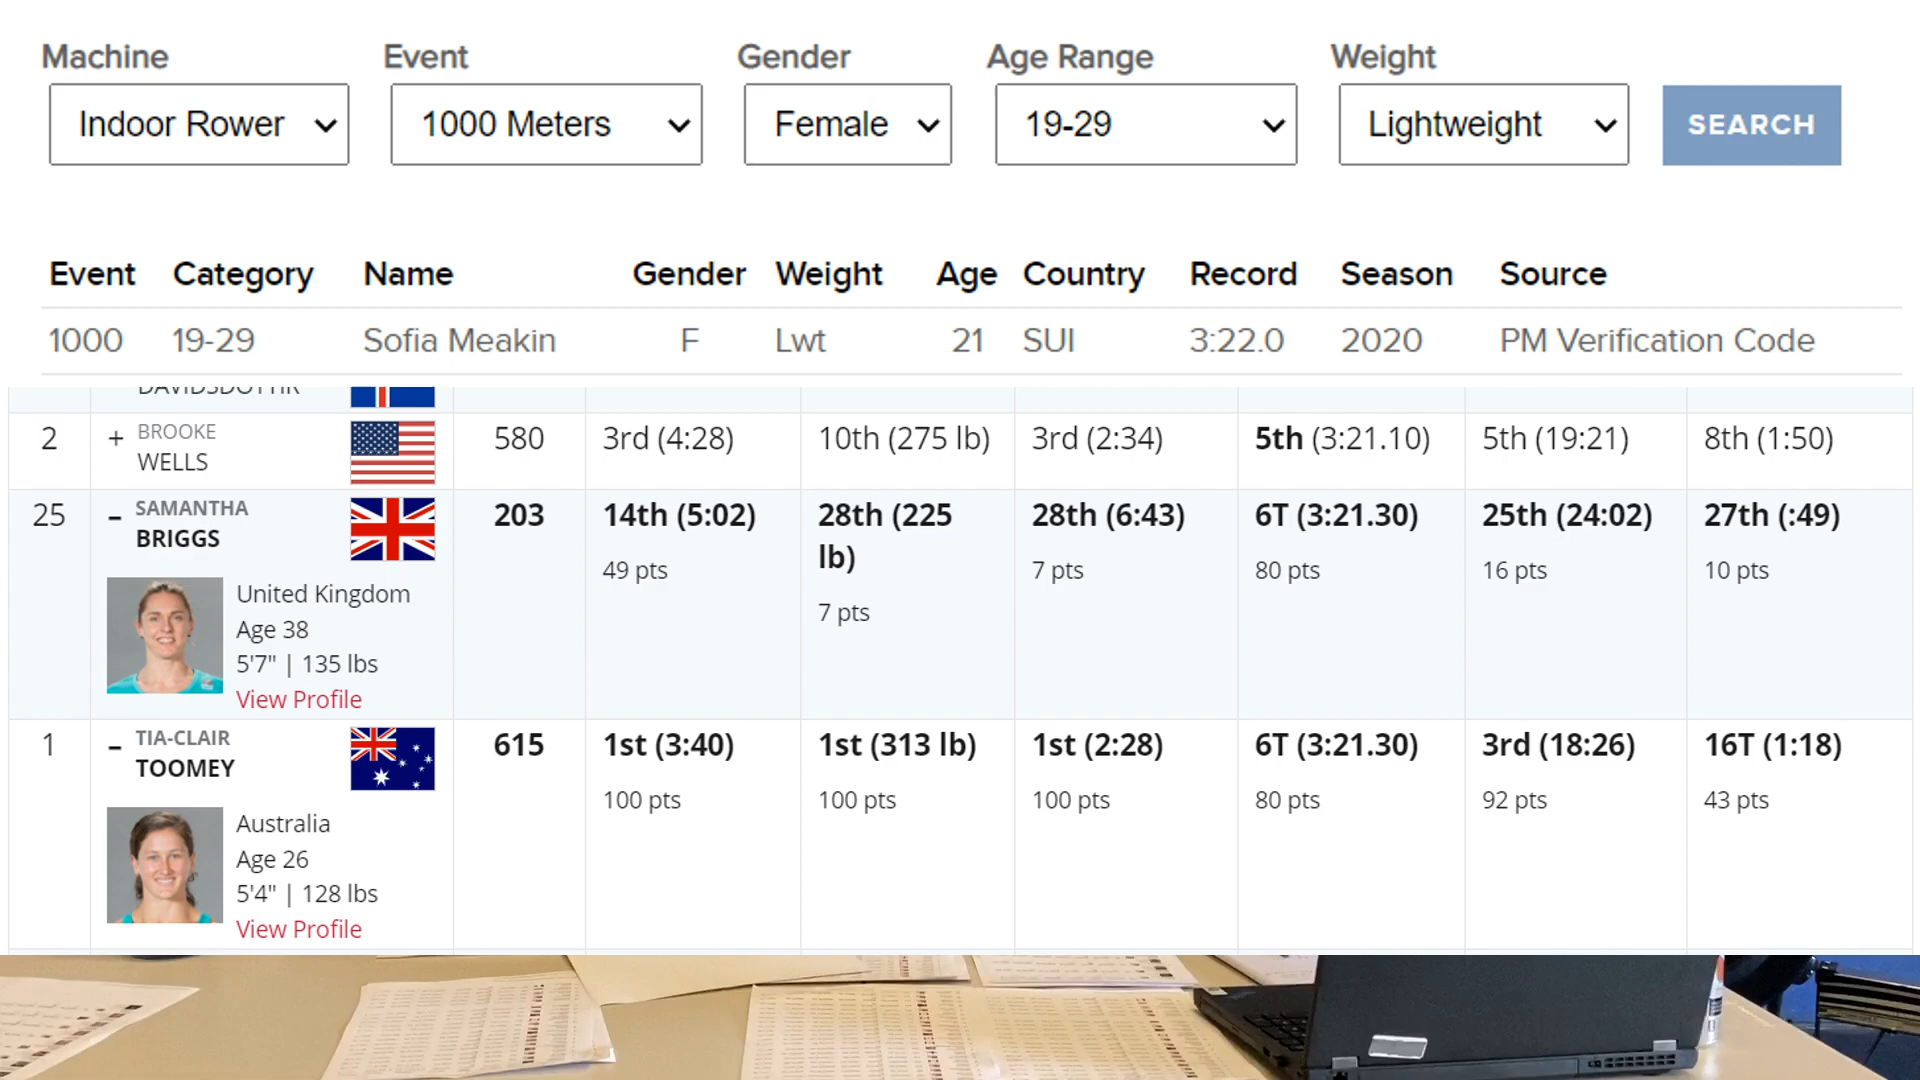 Machine Event Gender Age Range Weight
Indoor Rower 1000 Meters Female 19-29 Lightweight SEARCH
Event Category Name Gender Weight Age Country Record Season Source
1000 19-29 Sofia Meakin F Lwt 21 SUI 3:22.0 2020 PM Verification Code
2 + BROOKE WELLS 580 3rd (4:28) 10th (275 lb) 3rd (2:34) 5th (3:21.10) 5th (19:21) 8th (1:50)
25 – SAMANTHA BRIGGS 203 14th (5:02) 28th (225 lb) 28th (6:43) 6T (3:21.30) 25th (24:02) 27th (:49)
49 pts 7 pts 7 pts 80 pts 16 pts 10 pts
United Kingdom
Age 38
5'7" | 135 lbs
View Profile
1 – TIA-CLAIR TOOMEY 615 1st (3:40) 1st (313 lb) 1st (2:28) 6T (3:21.30) 3rd (18:26) 16T (1:18)
100 pts 100 pts 100 pts 80 pts 92 pts 43 pts
Australia
Age 26
5'4" | 128 lbs
View Profile